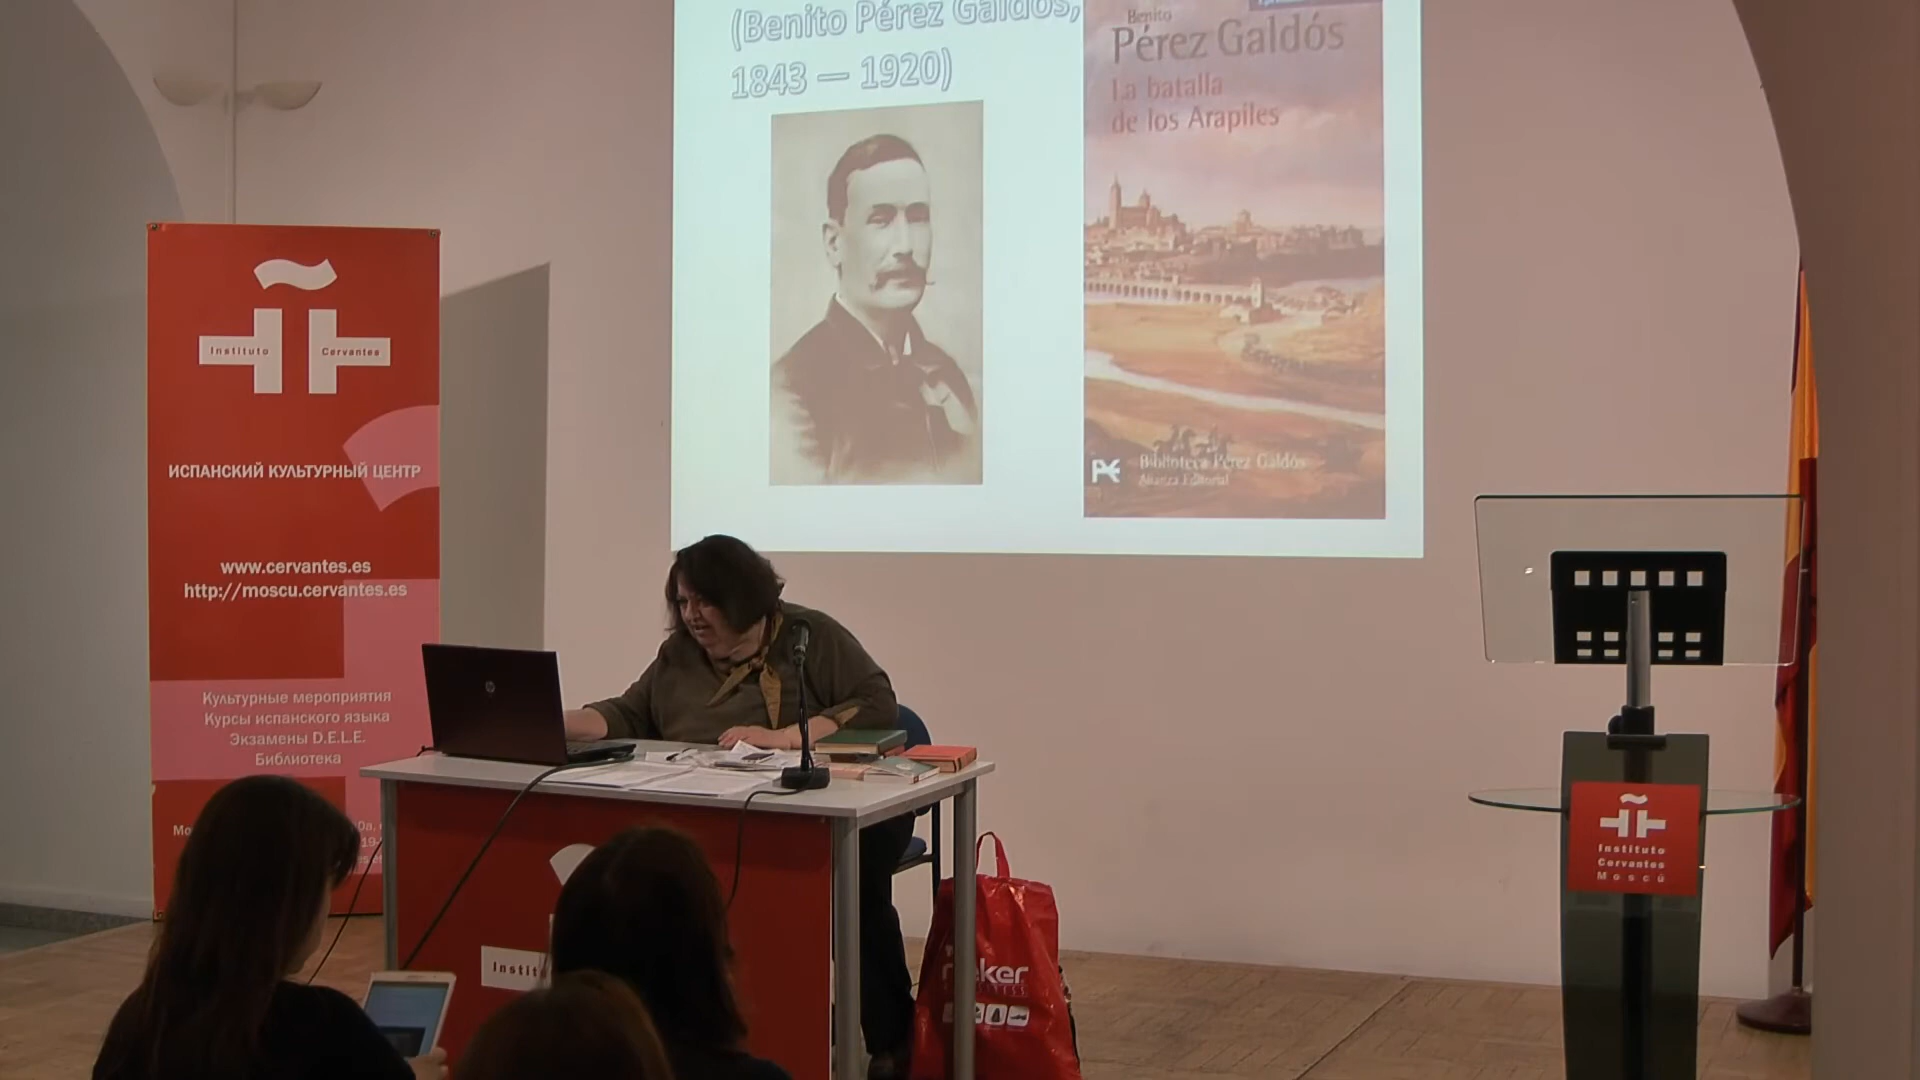 (Benito Pérez Galdós,
1843 — 1920)
Benito
Pérez Galdós
La batalla
de los Arapiles
Biblioteca Pérez Galdós
Alianza Editorial
Instituto Cervantes
ИСПАНСКИЙ КУЛЬТУРНЫЙ ЦЕНТР
www.cervantes.es
http://moscu.cervantes.es
Культурные мероприятия
Курсы испанского языка
Экзамены D.E.L.E.
Библиотека
hp
Instituto
Cervantes
Moscú